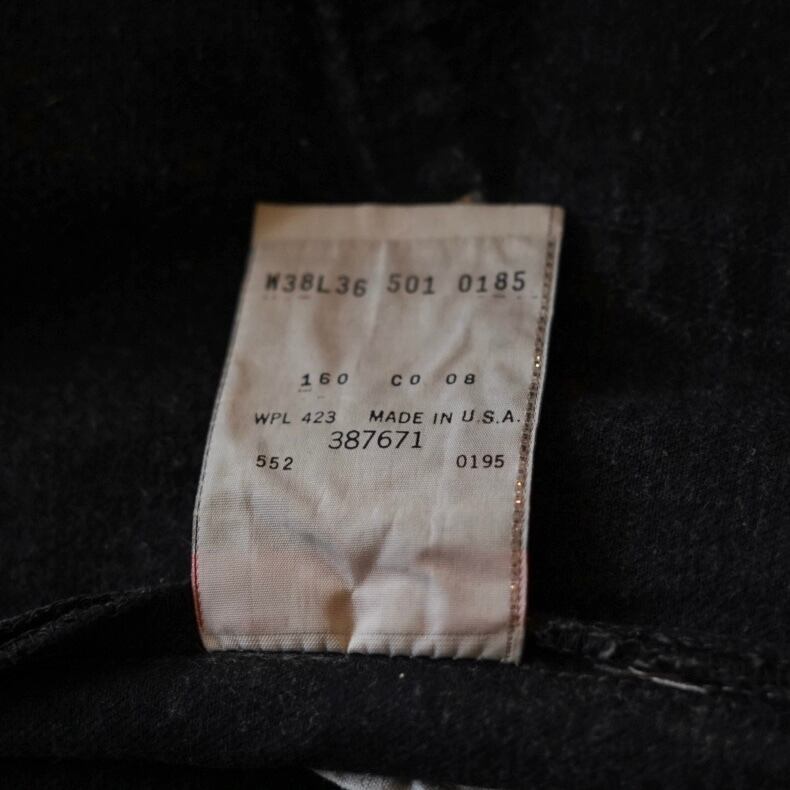 W38L36 501 0185
160 CO 08
WPL 423 MADE IN U.S.A.
387671
552 0195